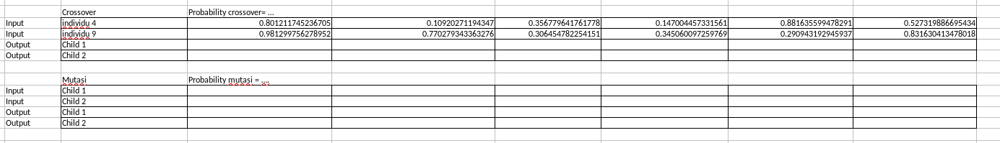 Crossover Probability crossover= ...
Input individu 4 0.801211745236705 0.10920271194347 0.356779641761778 0.147004457331561 0.881635599478291 0.527319886695434
Input individu 9 0.981299756278952 0.770279343363276 0.306454782254151 0.345060097259769 0.290943192945937 0.831630413478018
Output Child 1
Output Child 2
Mutasi Probability mutasi = ....
Input Child 1
Input Child 2
Output Child 1
Output Child 2